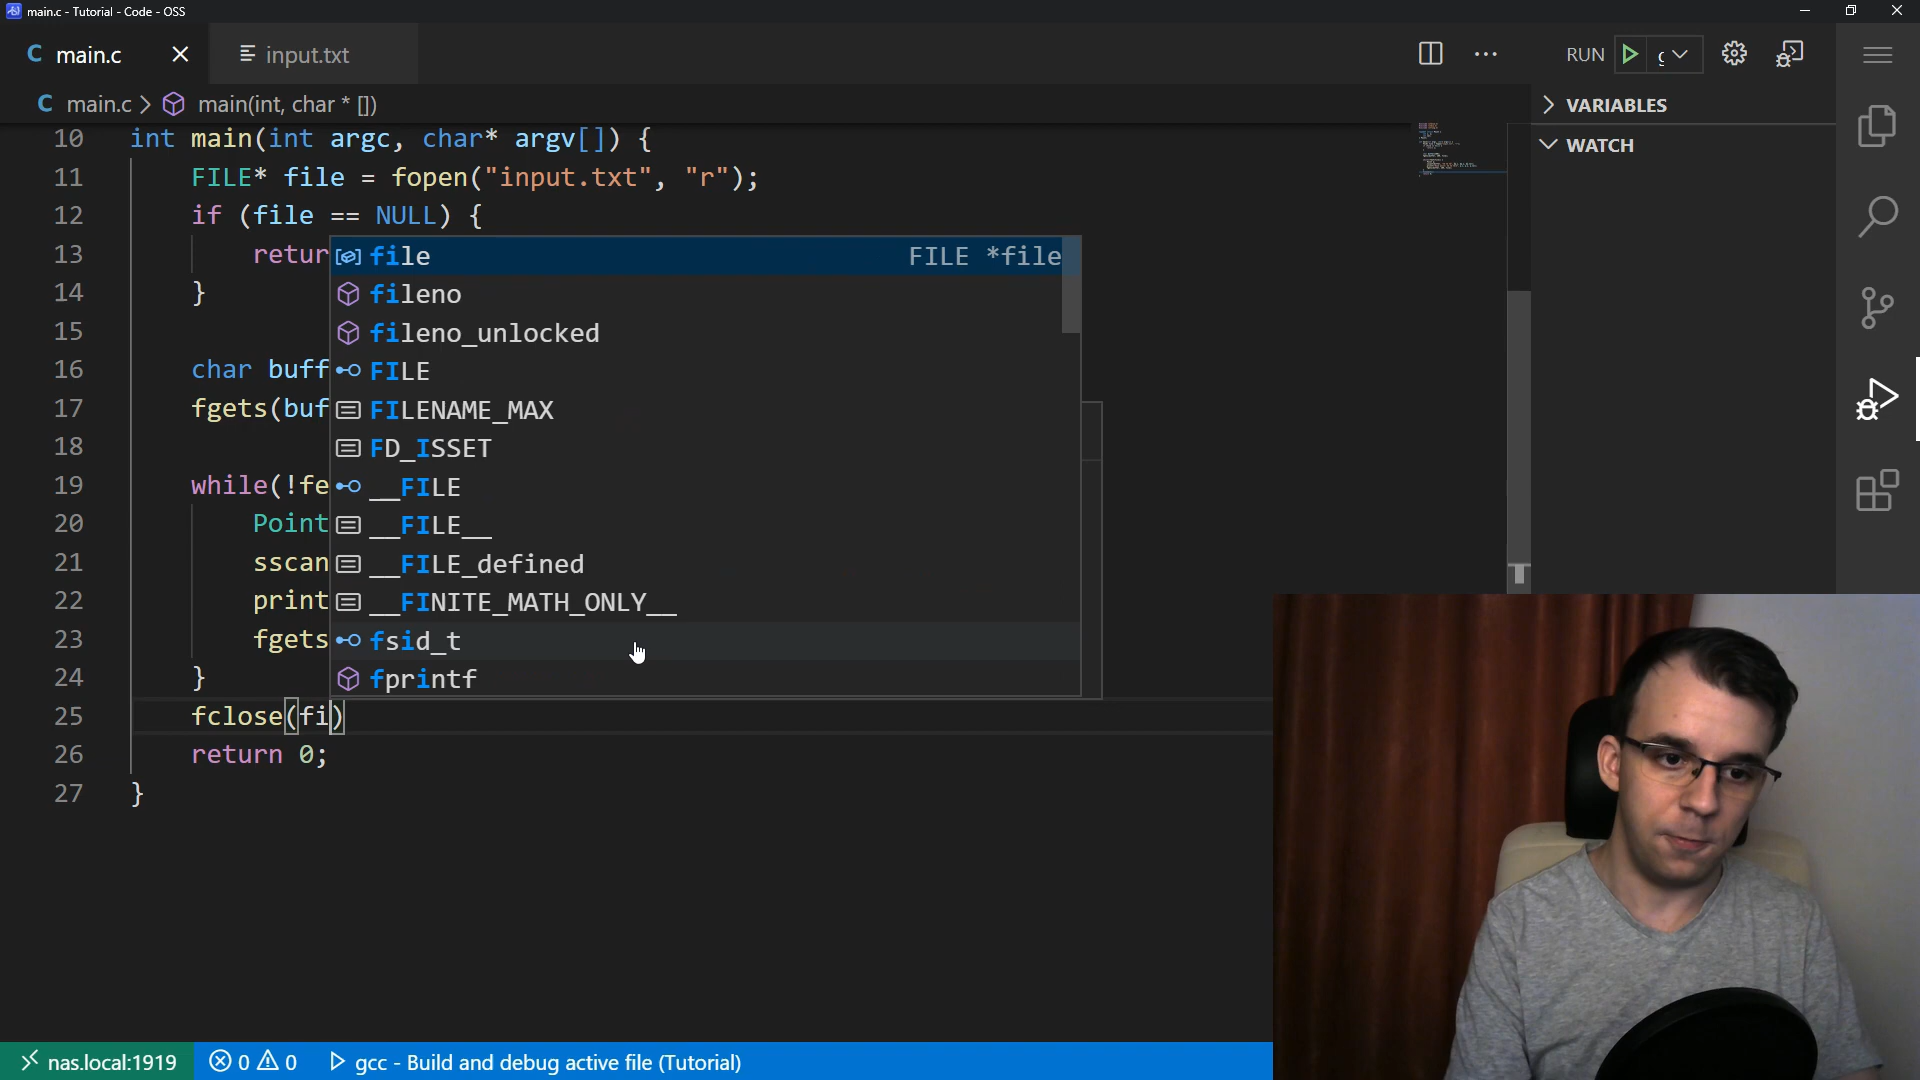 main.c - Tutorial - Code - OSS
main.c
input.txt
RUN
main.c > main(int, char * [])
VARIABLES
WATCH
10 int main(int argc, char* argv[]) {
11 FILE* file = fopen("input.txt", "r");
12 if (file == NULL) {
13 retur
14 }
15
16 char buff
17 fgets(buf
18
19 while(!fe
20 Point
21 sscan
22 print
23 fgets
24 }
25 fclose(fi)
26 return 0;
27 }
file FILE *file
fileno
fileno_unlocked
FILE
FILENAME_MAX
FD_ISSET
__FILE
__FILE__
__FILE_defined
__FINITE_MATH_ONLY__
fsid_t
fprintf
nas.local:1919 0 0 gcc - Build and debug active file (Tutorial)